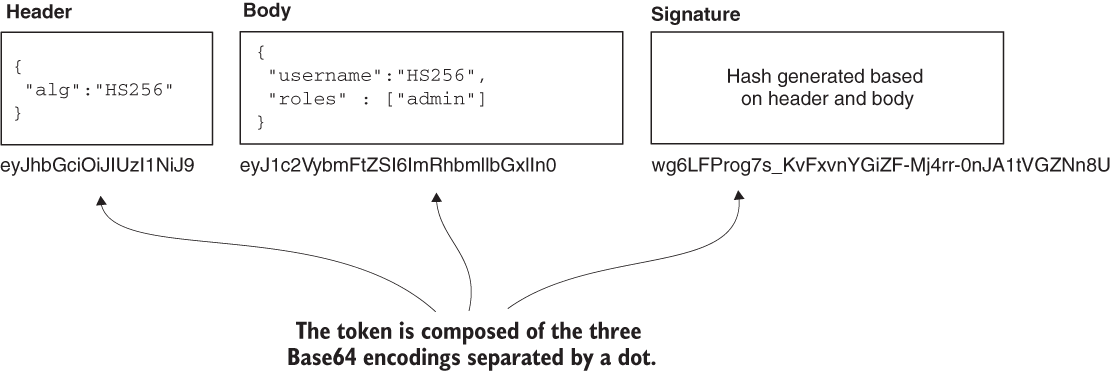 Header
{
"alg":"HS256"
}
eyJhbGciOiJIUzI1NiJ9
Body
{
"username":"HS256",
"roles" : ["admin"]
}
eyJ1c2VybmFtZSI6ImRhbmllbGxlIn0
Signature
Hash generated based
on header and body
wg6LFProg7s_KvFxvnYGiZF-Mj4rr-0nJA1tVGZNn8U
The token is composed of the three
Base64 encodings separated by a dot.